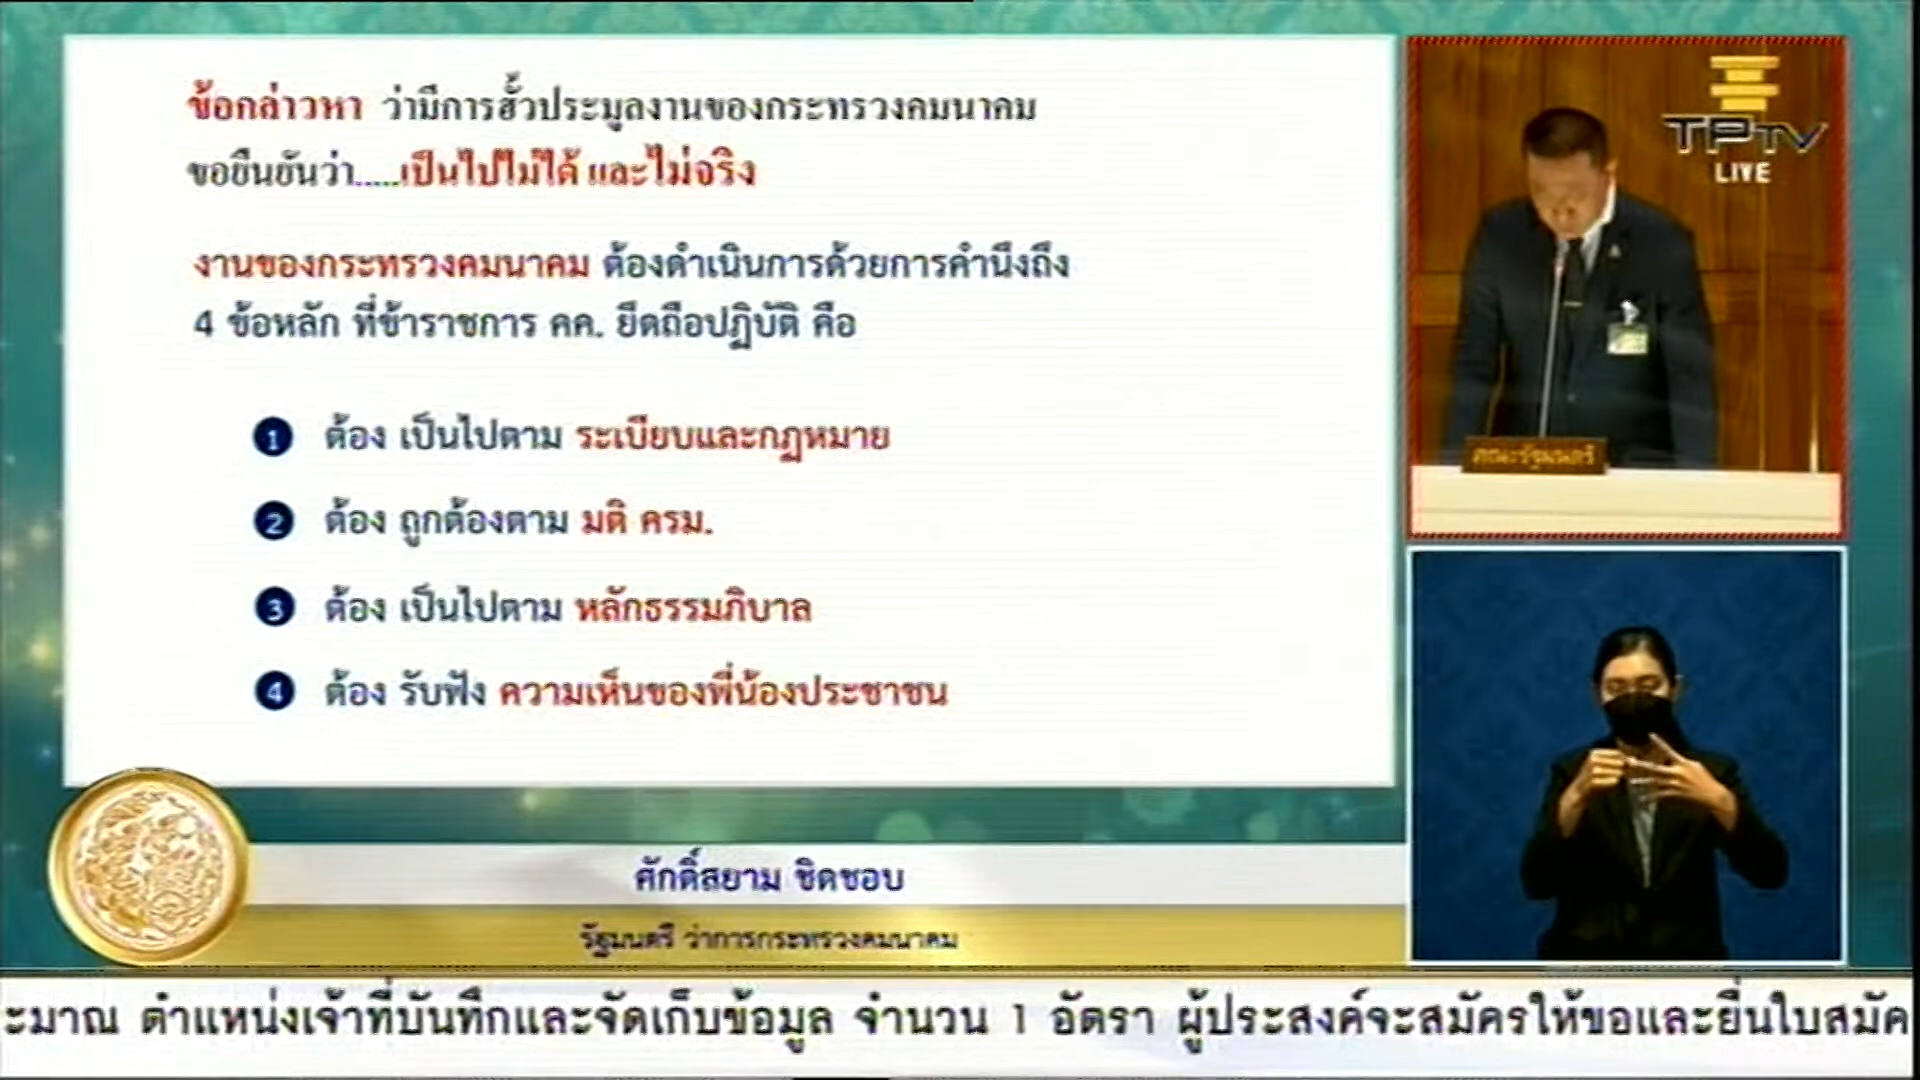 ข้อกล่าวหา ว่ามีการฮั้วประมูลงานของกระทรวงคมนาคม
ขอยืนยันว่า.....เป็นไปไม่ได้ และไม่จริง
งานของกระทรวงคมนาคม ต้องดำเนินการด้วยการคำนึงถึง
4 ข้อหลัก ที่ข้าราชการ คค. ยึดถือปฏิบัติ คือ
1 ต้อง เป็นไปตาม ระเบียบและกฎหมาย
2 ต้อง ถูกต้องตาม มติ ครม.
3 ต้อง เป็นไปตาม หลักธรรมภิบาล
4 ต้อง รับฟัง ความเห็นของพี่น้องประชาชน
TPTV
LIVE
คณะรัฐมนตรี
ศักดิ์สยาม ชิดชอบ
รัฐมนตรี ว่าการกระทรวงคมนาคม
ะมาณ ตำแหน่งเจ้าที่บันทึกและจัดเก็บข้อมูล จำนวน 1 อัตรา ผู้ประสงค์จะสมัครให้ขอและยื่นใบสมัค